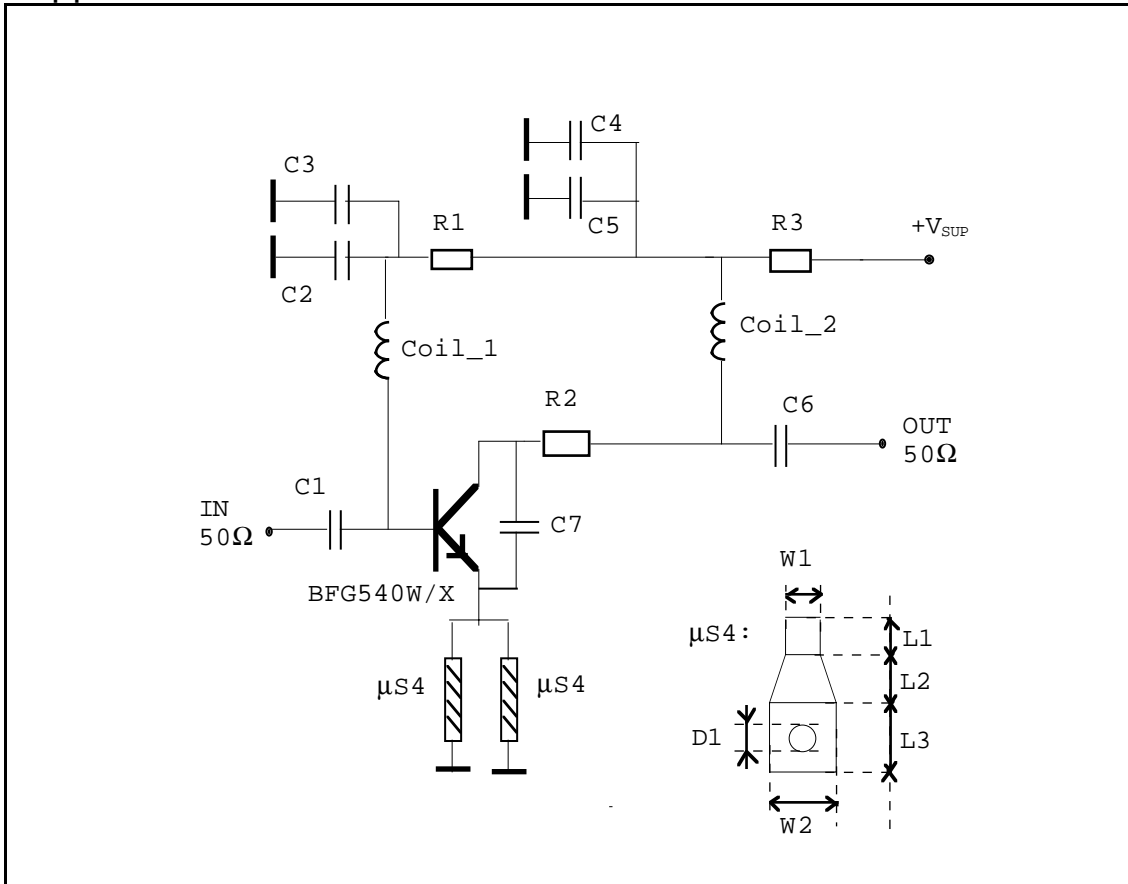 C4
C3
C5
R1
R3
+VSUP
C2
Coil_1
Coil_2
R2
C6
OUT
50Ω
C1
IN
50Ω
C7
BFG540W/X
W1
μS4:
L1
μS4
μS4
L2
D1
L3
W2